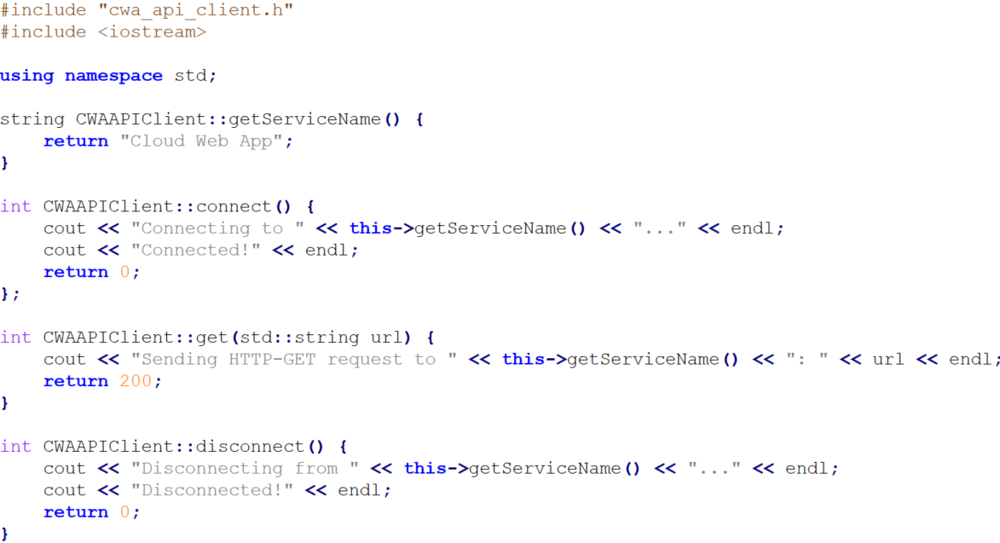 #include "cwa_api_client.h"
#include <iostream>

using namespace std;

string CWAAPIClient::getServiceName() {
    return "Cloud Web App";
}

int CWAAPIClient::connect() {
    cout << "Connecting to " << this->getServiceName() << "..." << endl;
    cout << "Connected!" << endl;
    return 0;
};

int CWAAPIClient::get(std::string url) {
    cout << "Sending HTTP-GET request to " << this->getServiceName() << ": " << url << endl;
    return 200;
}

int CWAAPIClient::disconnect() {
    cout << "Disconnecting from " << this->getServiceName() << "..." << endl;
    cout << "Disconnected!" << endl;
    return 0;
}